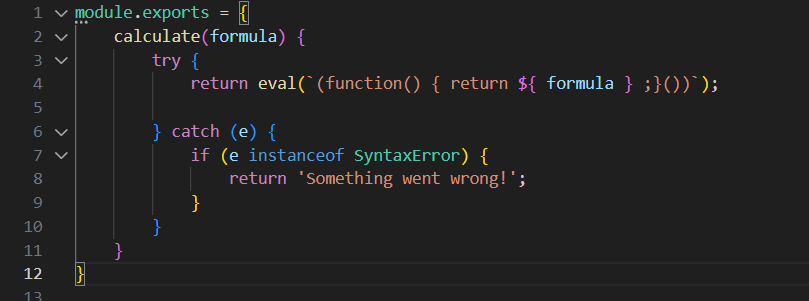 1 module.exports = {
2 calculate(formula) {
3 try {
4 return eval(`(function() { return ${ formula } ;}())`);
5
6 } catch (e) {
7 if (e instanceof SyntaxError) {
8 return 'Something went wrong!';
9 }
10 }
11 }
12 }
13